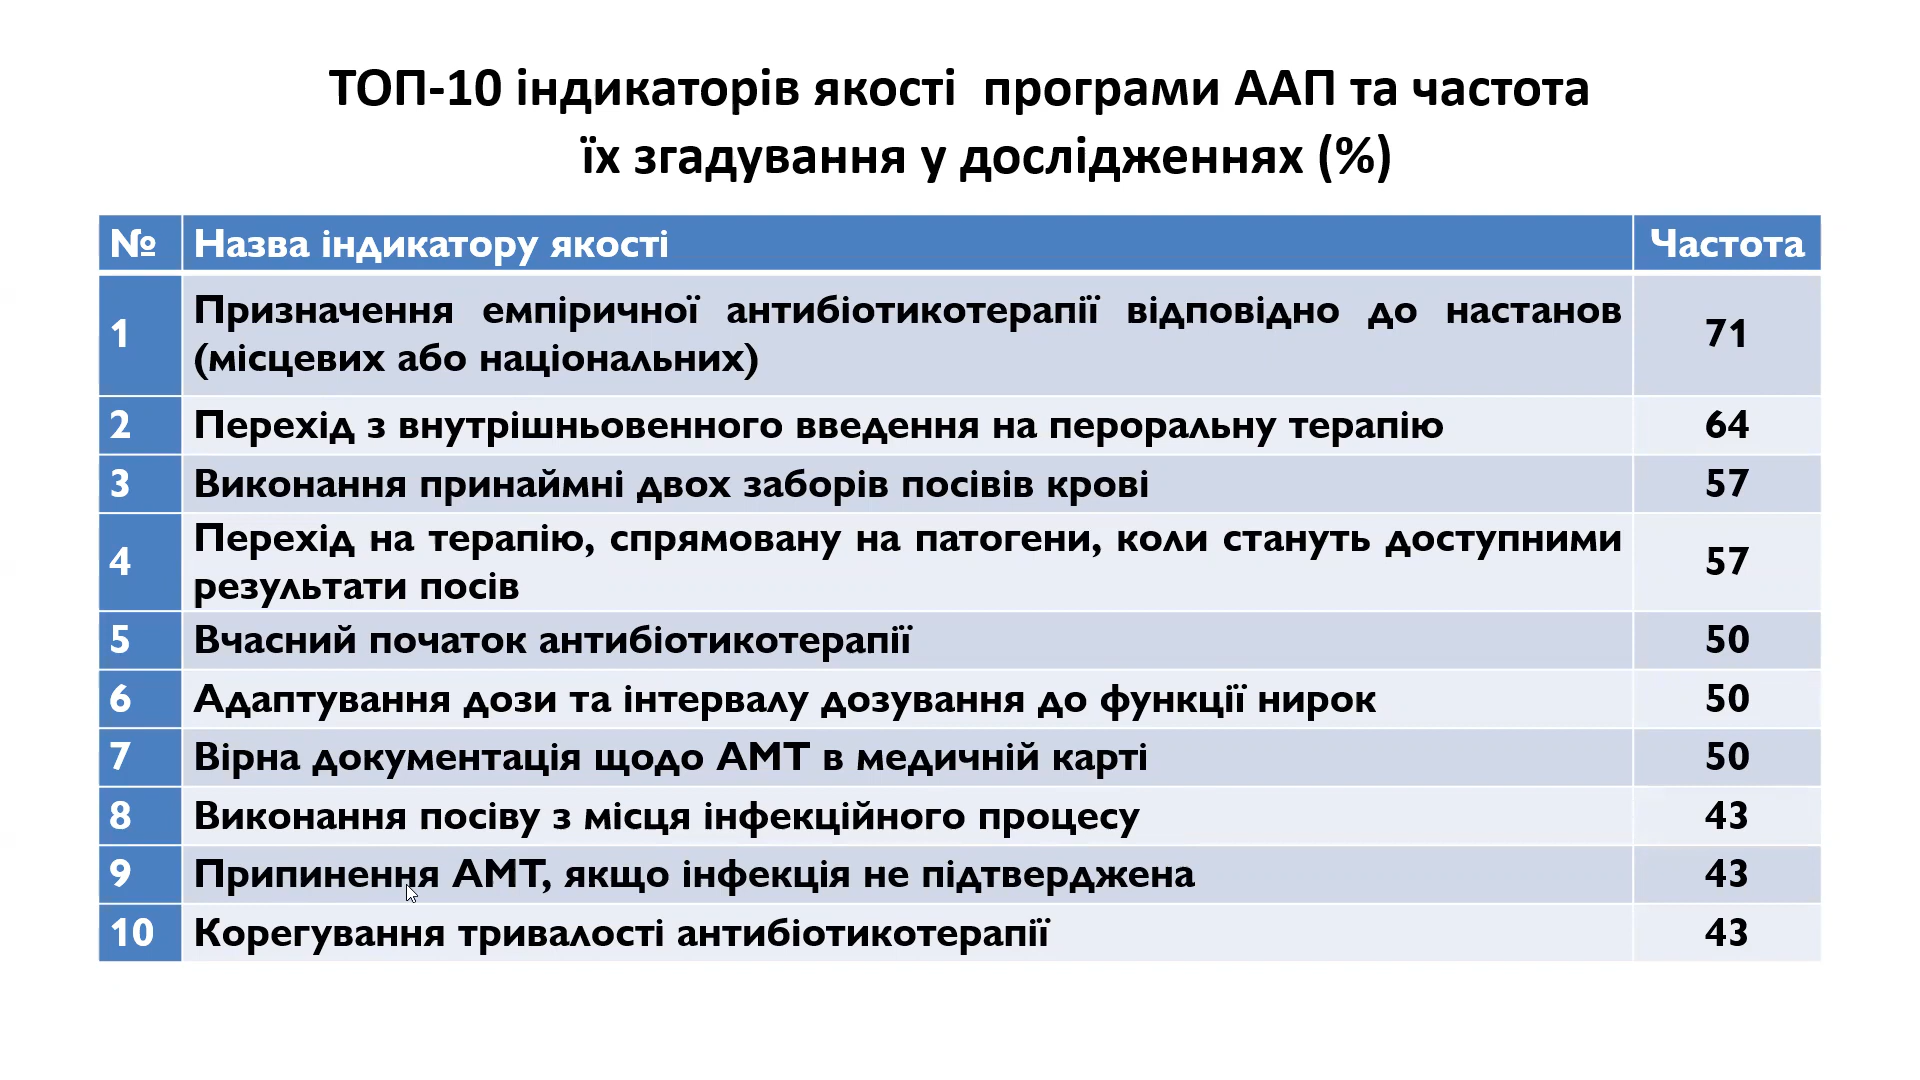 ТОП-10 індикаторів якості  програми ААП та частота
їх згадування у дослідженнях (%)
№ Назва індикатору якості Частота
1 Призначення емпіричної антибіотикотерапії відповідно до настанов
(місцевих або національних) 71
2 Перехід з внутрішньовенного введення на пероральну терапію 64
3 Виконання принаймні двох заборів посівів крові 57
4 Перехід на терапію, спрямовану на патогени, коли стануть доступними
результати посів 57
5 Вчасний початок антибіотикотерапії 50
6 Адаптування дози та інтервалу дозування до функції нирок 50
7 Вірна документація щодо АМТ в медичній карті 50
8 Виконання посіву з місця інфекційного процесу 43
9 Припинення АМТ, якщо інфекція не підтверджена 43
10 Корегування тривалості антибіотикотерапії 43